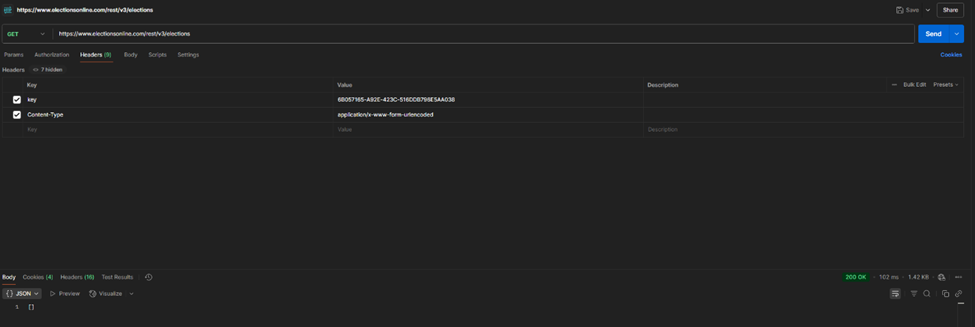 https://www.electionsonline.com/rest/v3/elections
Save
Share
GET
https://www.electionsonline.com/rest/v3/elections
Send
Params Authorization Headers (9) Body Scripts Settings
Cookies
Headers 7 hidden
Key Value Description ··· Bulk Edit Presets
key 6B057165-A92E-423C-516DDB796E5AA038
Content-Type application/x-www-form-urlencoded
Key Value Description
Body Cookies (4) Headers (16) Test Results
200 OK · 102 ms · 1.42 KB
{} JSON Preview Visualize
1 []